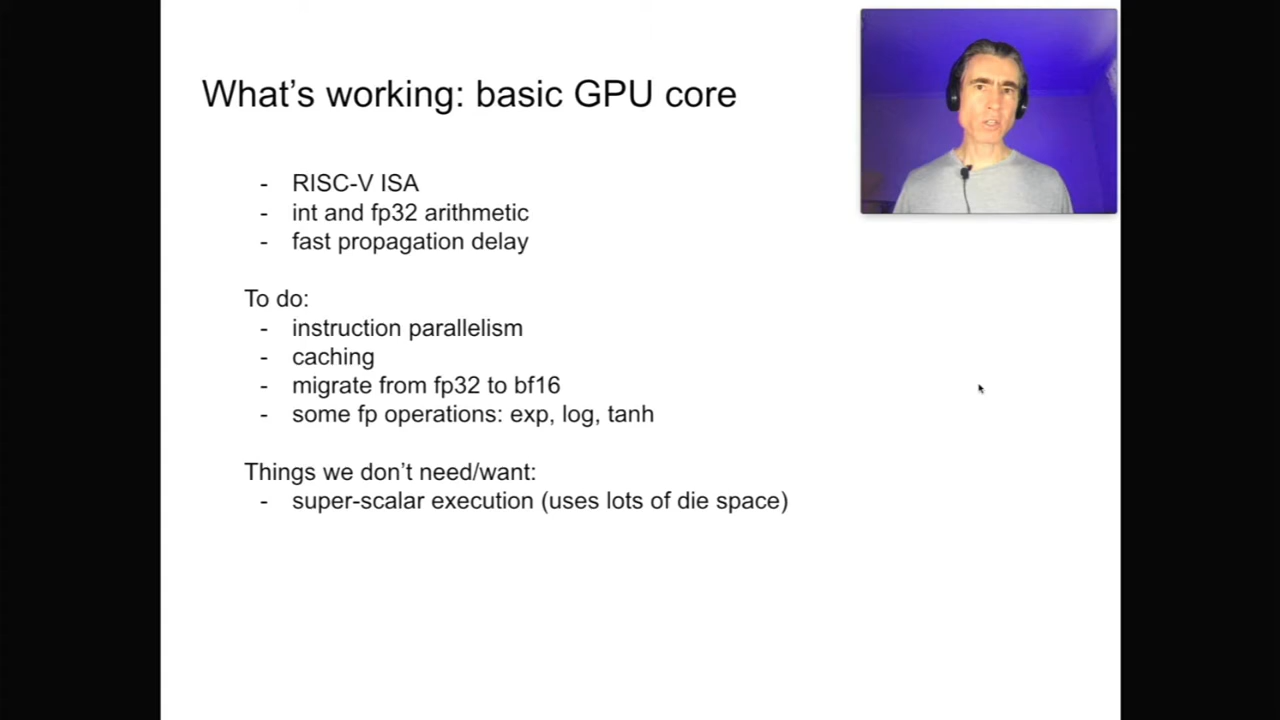 What's working: basic GPU core
- RISC-V ISA
- int and fp32 arithmetic
- fast propagation delay
To do:
- instruction parallelism
- caching
- migrate from fp32 to bf16
- some fp operations: exp, log, tanh
Things we don't need/want:
- super-scalar execution (uses lots of die space)